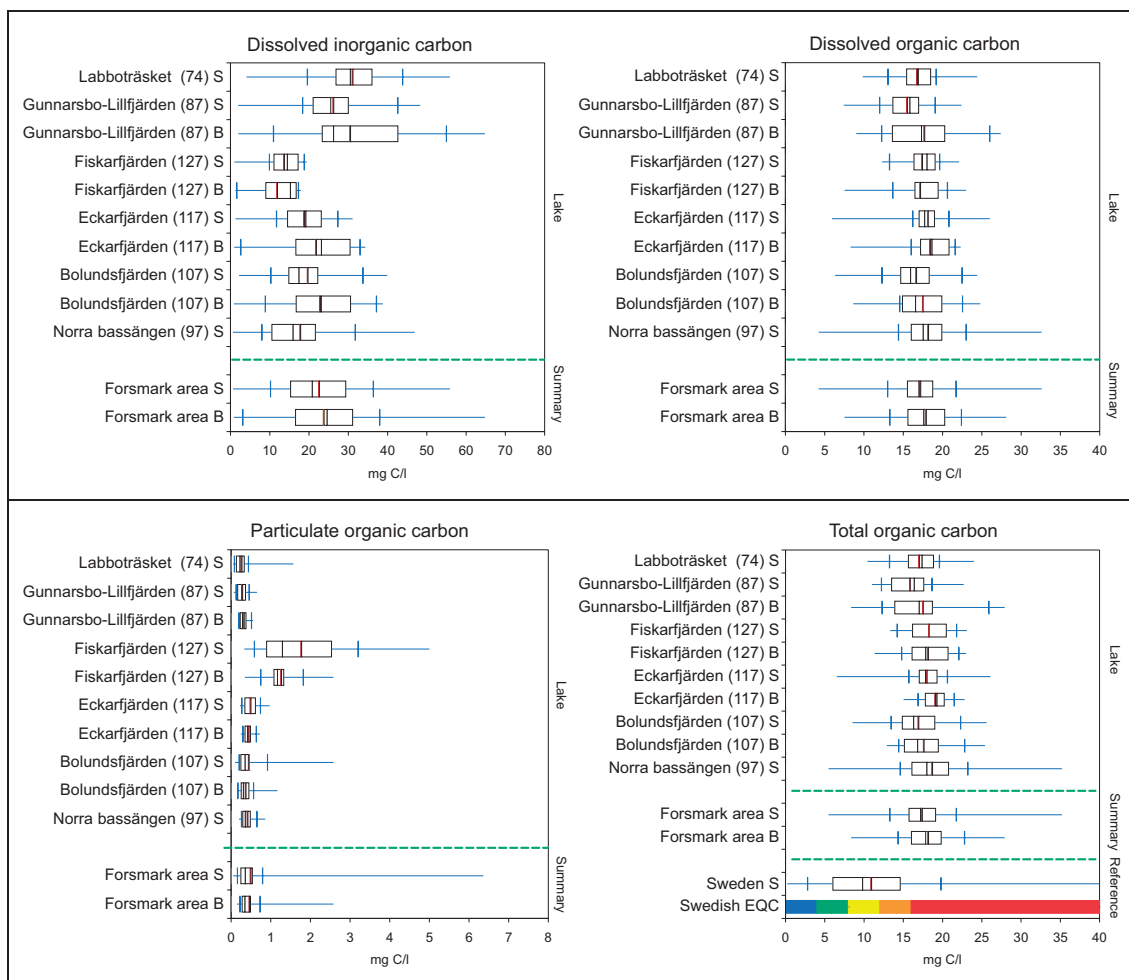 Dissolved inorganic carbon
Labboträsket (74) S
Gunnarsbo-Lillfjärden (87) S
Gunnarsbo-Lillfjärden (87) B
Fiskarfjärden (127) S
Fiskarfjärden (127) B
Eckarfjärden (117) S
Eckarfjärden (117) B
Bolundsfjärden (107) S
Bolundsfjärden (107) B
Norra bassängen (97) S
Lake
Forsmark area S
Forsmark area B
Summary
0 10 20 30 40 50 60 70 80
mg C/l
Dissolved organic carbon
Labboträsket (74) S
Gunnarsbo-Lillfjärden (87) S
Gunnarsbo-Lillfjärden (87) B
Fiskarfjärden (127) S
Fiskarfjärden (127) B
Eckarfjärden (117) S
Eckarfjärden (117) B
Bolundsfjärden (107) S
Bolundsfjärden (107) B
Norra bassängen (97) S
Lake
Forsmark area S
Forsmark area B
Summary
0 5 10 15 20 25 30 35 40
mg C/l
Particulate organic carbon
Labboträsket (74) S
Gunnarsbo-Lillfjärden (87) S
Gunnarsbo-Lillfjärden (87) B
Fiskarfjärden (127) S
Fiskarfjärden (127) B
Eckarfjärden (117) S
Eckarfjärden (117) B
Bolundsfjärden (107) S
Bolundsfjärden (107) B
Norra bassängen (97) S
Lake
Forsmark area S
Forsmark area B
Summary
0 1 2 3 4 5 6 7 8
mg C/l
Total organic carbon
Labboträsket (74) S
Gunnarsbo-Lillfjärden (87) S
Gunnarsbo-Lillfjärden (87) B
Fiskarfjärden (127) S
Fiskarfjärden (127) B
Eckarfjärden (117) S
Eckarfjärden (117) B
Bolundsfjärden (107) S
Bolundsfjärden (107) B
Norra bassängen (97) S
Lake
Forsmark area S
Forsmark area B
Summary
Sweden S
Swedish EQC
Reference
0 5 10 15 20 25 30 35 40
mg C/l